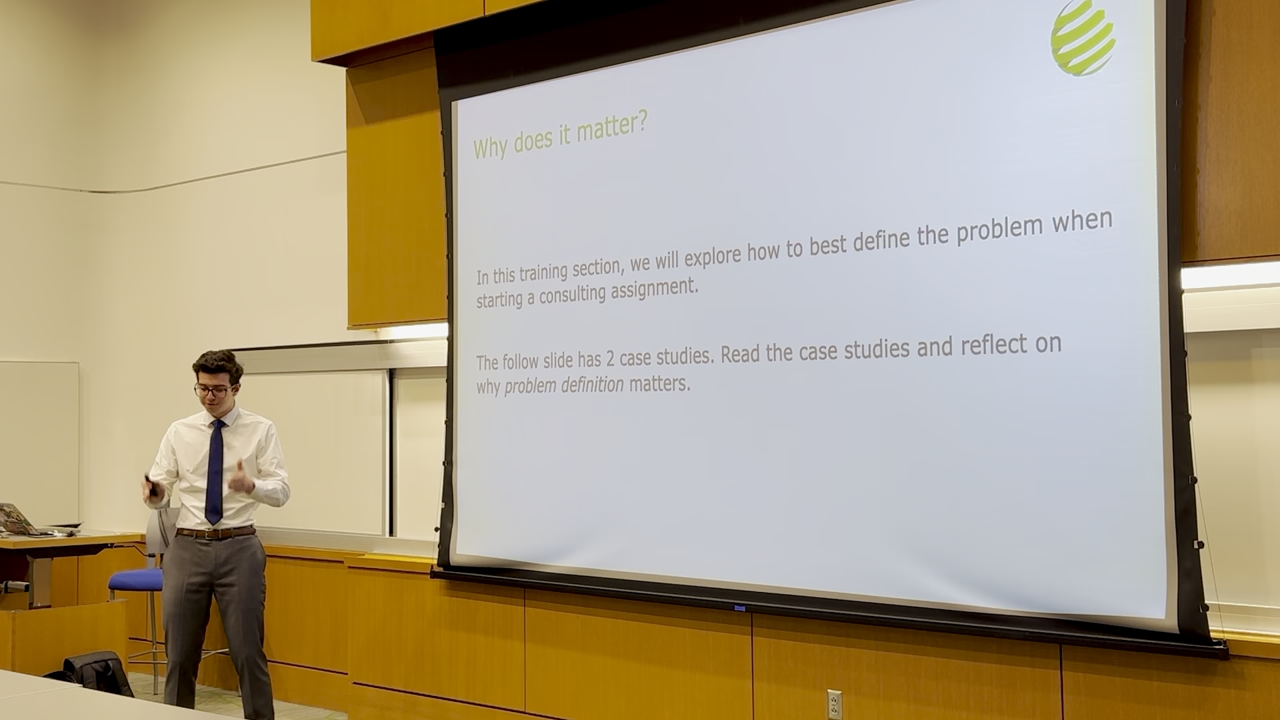 Why does it matter?
In this training section, we will explore how to best define the problem when
starting a consulting assignment.
The follow slide has 2 case studies. Read the case studies and reflect on
why problem definition matters.